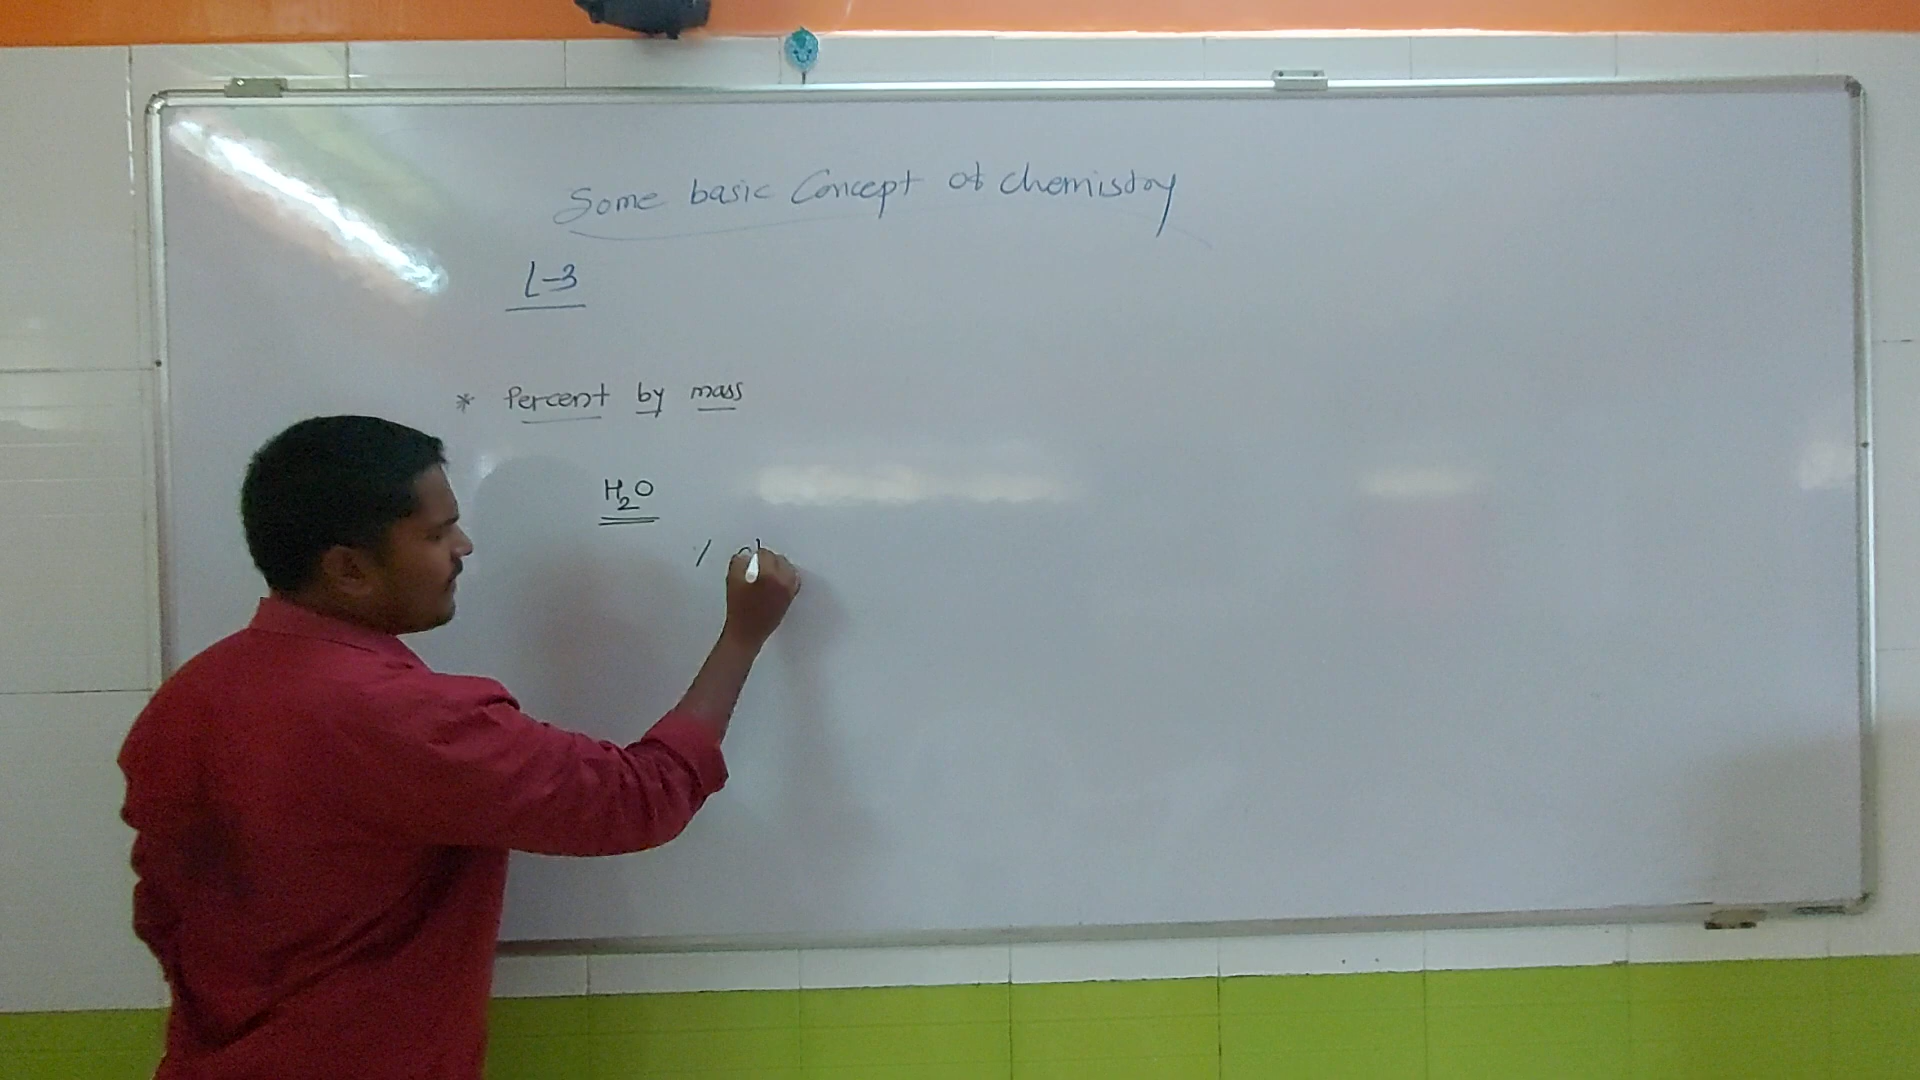 Some basic Concept of chemistry
L-3
* Percent by mass
H₂O
/